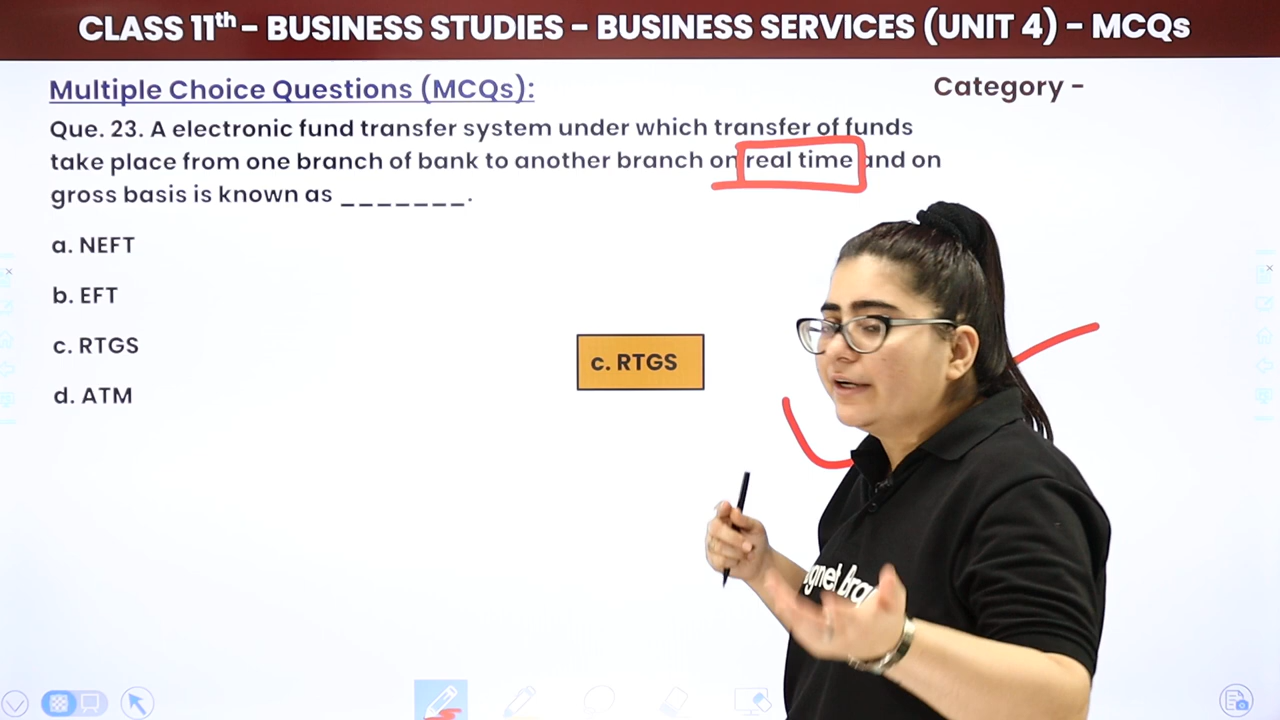 CLASS 11th - BUSINESS STUDIES - BUSINESS SERVICES (UNIT 4) - MCQs
Multiple Choice Questions (MCQs):
Category -
Que. 23. A electronic fund transfer system under which transfer of funds
take place from one branch of bank to another branch on real time and on
gross basis is known as _______.
a. NEFT
b. EFT
c. RTGS
d. ATM
c. RTGS